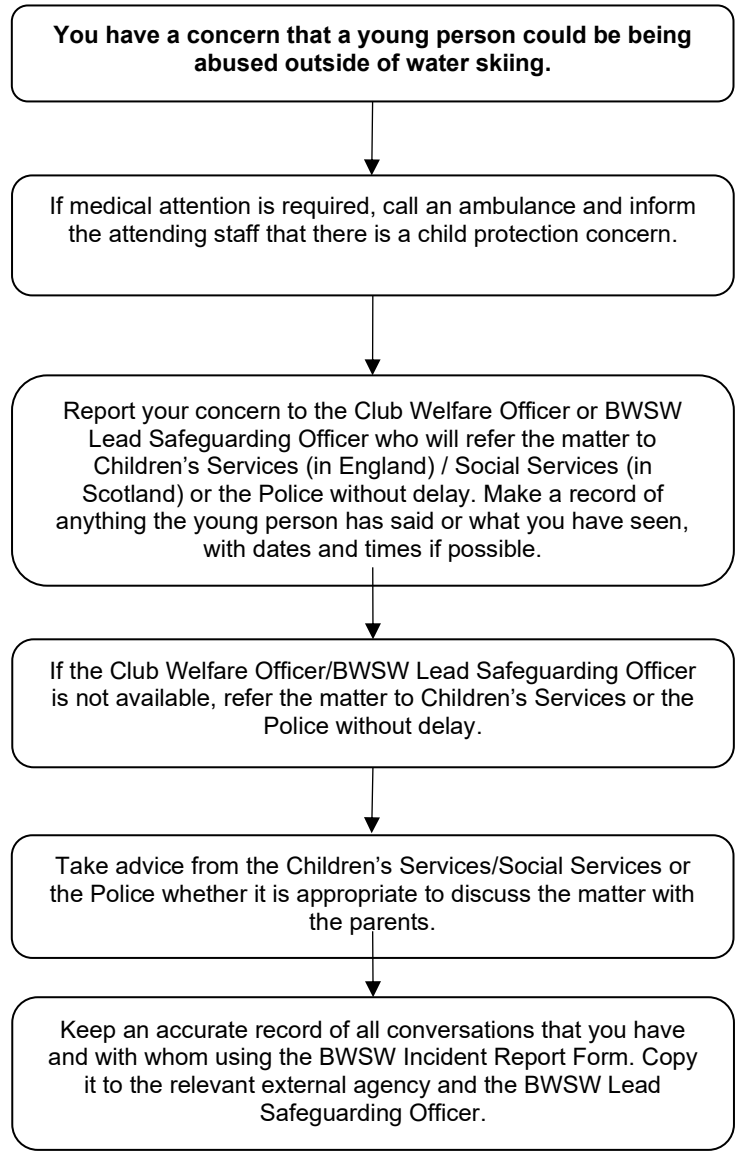 You have a concern that a young person could be being
abused outside of water skiing.
If medical attention is required, call an ambulance and inform
the attending staff that there is a child protection concern.
Report your concern to the Club Welfare Officer or BWSW
Lead Safeguarding Officer who will refer the matter to
Children’s Services (in England) / Social Services (in
Scotland) or the Police without delay. Make a record of
anything the young person has said or what you have seen,
with dates and times if possible.
If the Club Welfare Officer/BWSW Lead Safeguarding Officer
is not available, refer the matter to Children’s Services or the
Police without delay.
Take advice from the Children’s Services/Social Services or
the Police whether it is appropriate to discuss the matter with
the parents.
Keep an accurate record of all conversations that you have
and with whom using the BWSW Incident Report Form. Copy
it to the relevant external agency and the BWSW Lead
Safeguarding Officer.